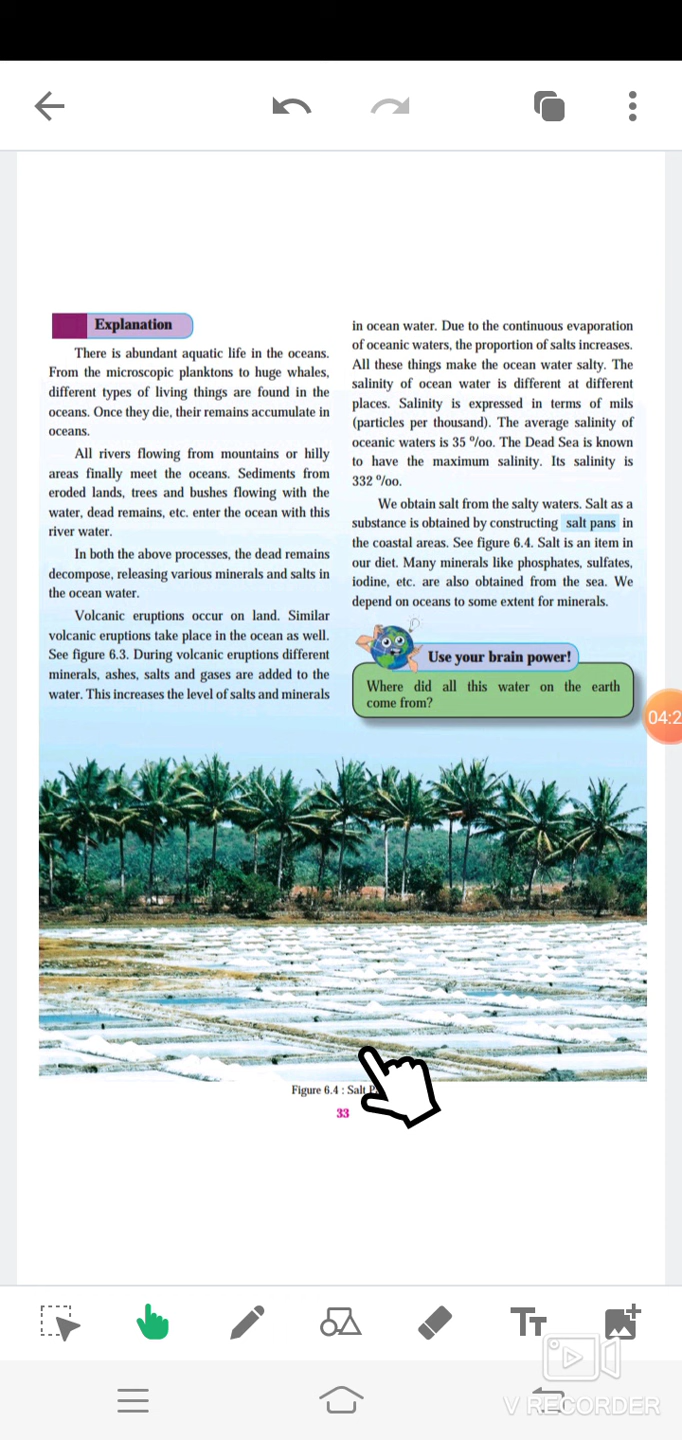 Explanation
There is abundant aquatic life in the oceans.
From the microscopic planktons to huge whales,
different types of living things are found in the
oceans. Once they die, their remains accumulate in
oceans.
All rivers flowing from mountains or hilly
areas finally meet the oceans. Sediments from
eroded lands, trees and bushes flowing with the
water, dead remains, etc. enter the ocean with this
river water.
In both the above processes, the dead remains
decompose, releasing various minerals and salts in
the ocean water.
Volcanic eruptions occur on land. Similar
volcanic eruptions take place in the ocean as well.
See figure 6.3. During volcanic eruptions different
minerals, ashes, salts and gases are added to the
water. This increases the level of salts and minerals
in ocean water. Due to the continuous evaporation
of oceanic waters, the proportion of salts increases.
All these things make the ocean water salty. The
salinity of ocean water is different at different
places. Salinity is expressed in terms of mils
(particles per thousand). The average salinity of
oceanic waters is 35 ⁰/oo. The Dead Sea is known
to have the maximum salinity. Its salinity is
332 ⁰/oo.
We obtain salt from the salty waters. Salt as a
substance is obtained by constructing salt pans in
the coastal areas. See figure 6.4. Salt is an item in
our diet. Many minerals like phosphates, sulfates,
iodine, etc. are also obtained from the sea. We
depend on oceans to some extent for minerals.
Use your brain power!
Where did all this water on the earth
come from?
04:2
Figure 6.4 : Salt
33
TT
V RECORDER